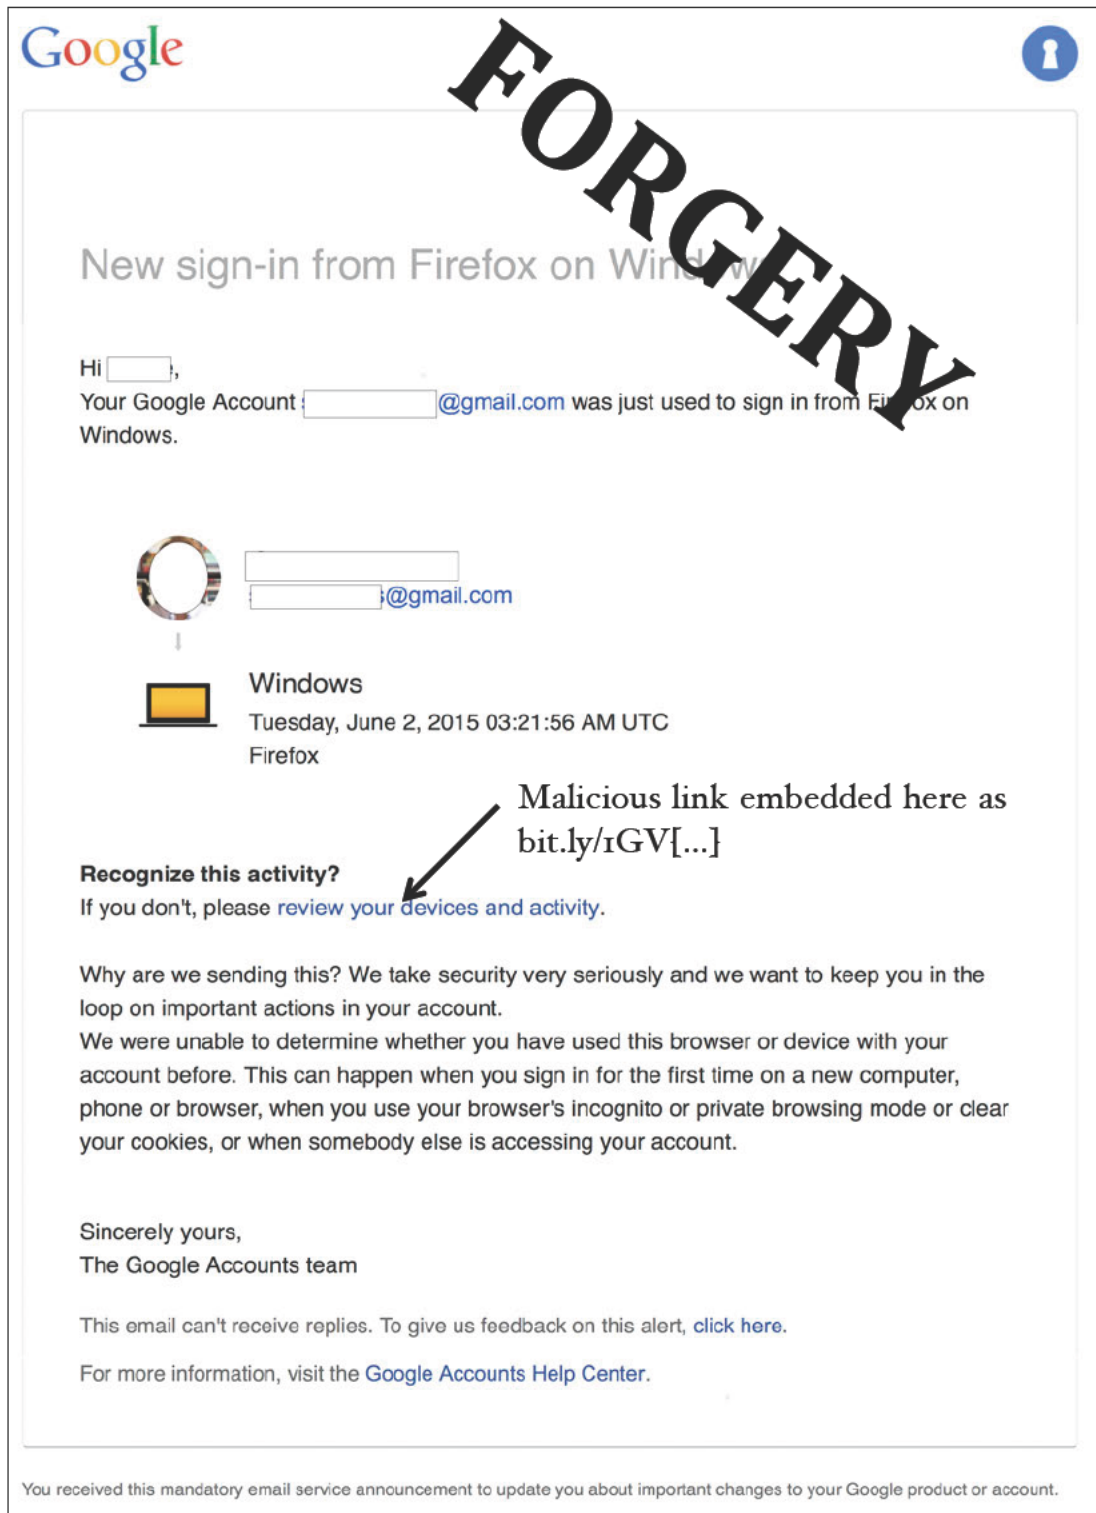 Google
FORGERY
New sign-in from Firefox on Windows
Hi
Your Google Account @gmail.com was just used to sign in from Firefox on
Windows.
@gmail.com
Windows
Tuesday, June 2, 2015 03:21:56 AM UTC
Firefox
Malicious link embedded here as
bit.ly/1GV[...}
Recognize this activity?
If you don't, please review your devices and activity.
Why are we sending this? We take security very seriously and we want to keep you in the
loop on important actions in your account.
We were unable to determine whether you have used this browser or device with your
account before. This can happen when you sign in for the first time on a new computer,
phone or browser, when you use your browser's incognito or private browsing mode or clear
your cookies, or when somebody else is accessing your account.
Sincerely yours,
The Google Accounts team
This email can't receive replies. To give us feedback on this alert, click here.
For more information, visit the Google Accounts Help Center.
You received this mandatory email service announcement to update you about important changes to your Google product or account.